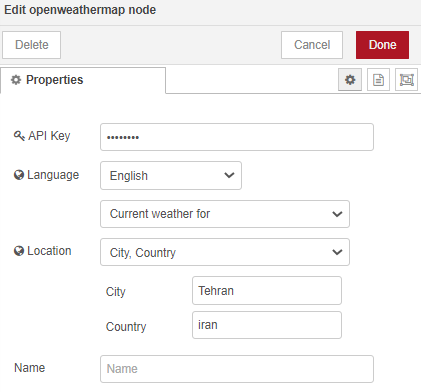 Edit openweathermap node
Delete
Cancel
Done
Properties
API Key
••••••••
Language
English
Current weather for
Location
City, Country
City
Tehran
Country
iran
Name
Name